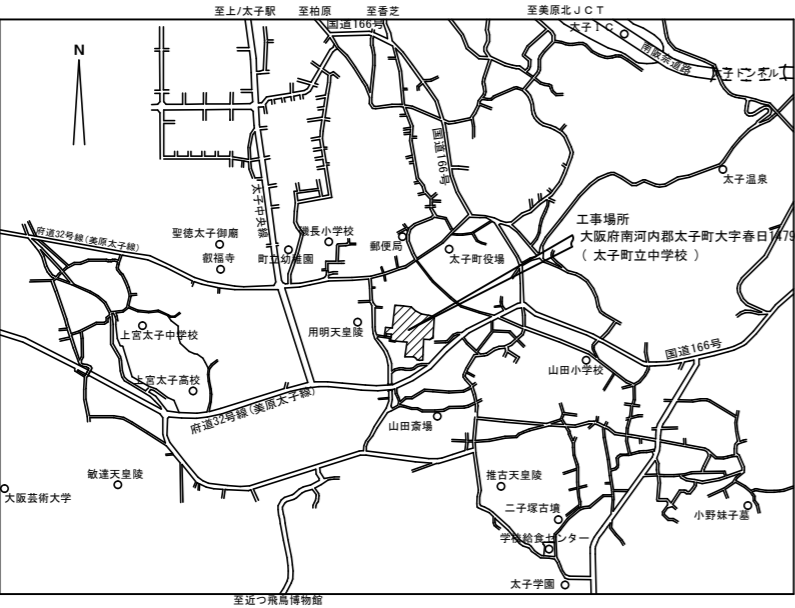 至上ノ太子駅
至柏原
至香芝
至美原北JCT
国道166号
太子IC
南阪奈道路
太子トンネル
N
国道166号
太子温泉
太子中央線
工事場所
大阪府南河内郡太子町大字春日1479
( 太子町立中学校 )
府道32号線(美原太子線)
聖徳太子御廟
磯長小学校
郵便局
叡福寺
町立幼稚園
太子町役場
上宮太子中学校
用明天皇陵
国道166号
山田小学校
上宮太子高校
府道32号線(美原太子線)
山田斎場
敏達天皇陵
推古天皇陵
大阪芸術大学
二子塚古墳
小野妹子墓
学校給食センター
太子学園
至近つ飛鳥博物館